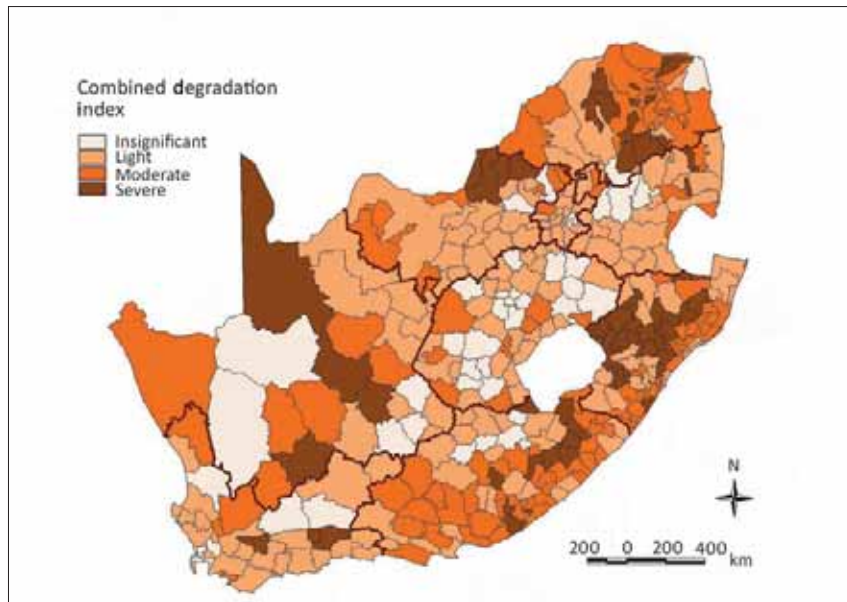 Combined degradation
index
Insignificant
Light
Moderate
Severe
N
200 0 200 400
km